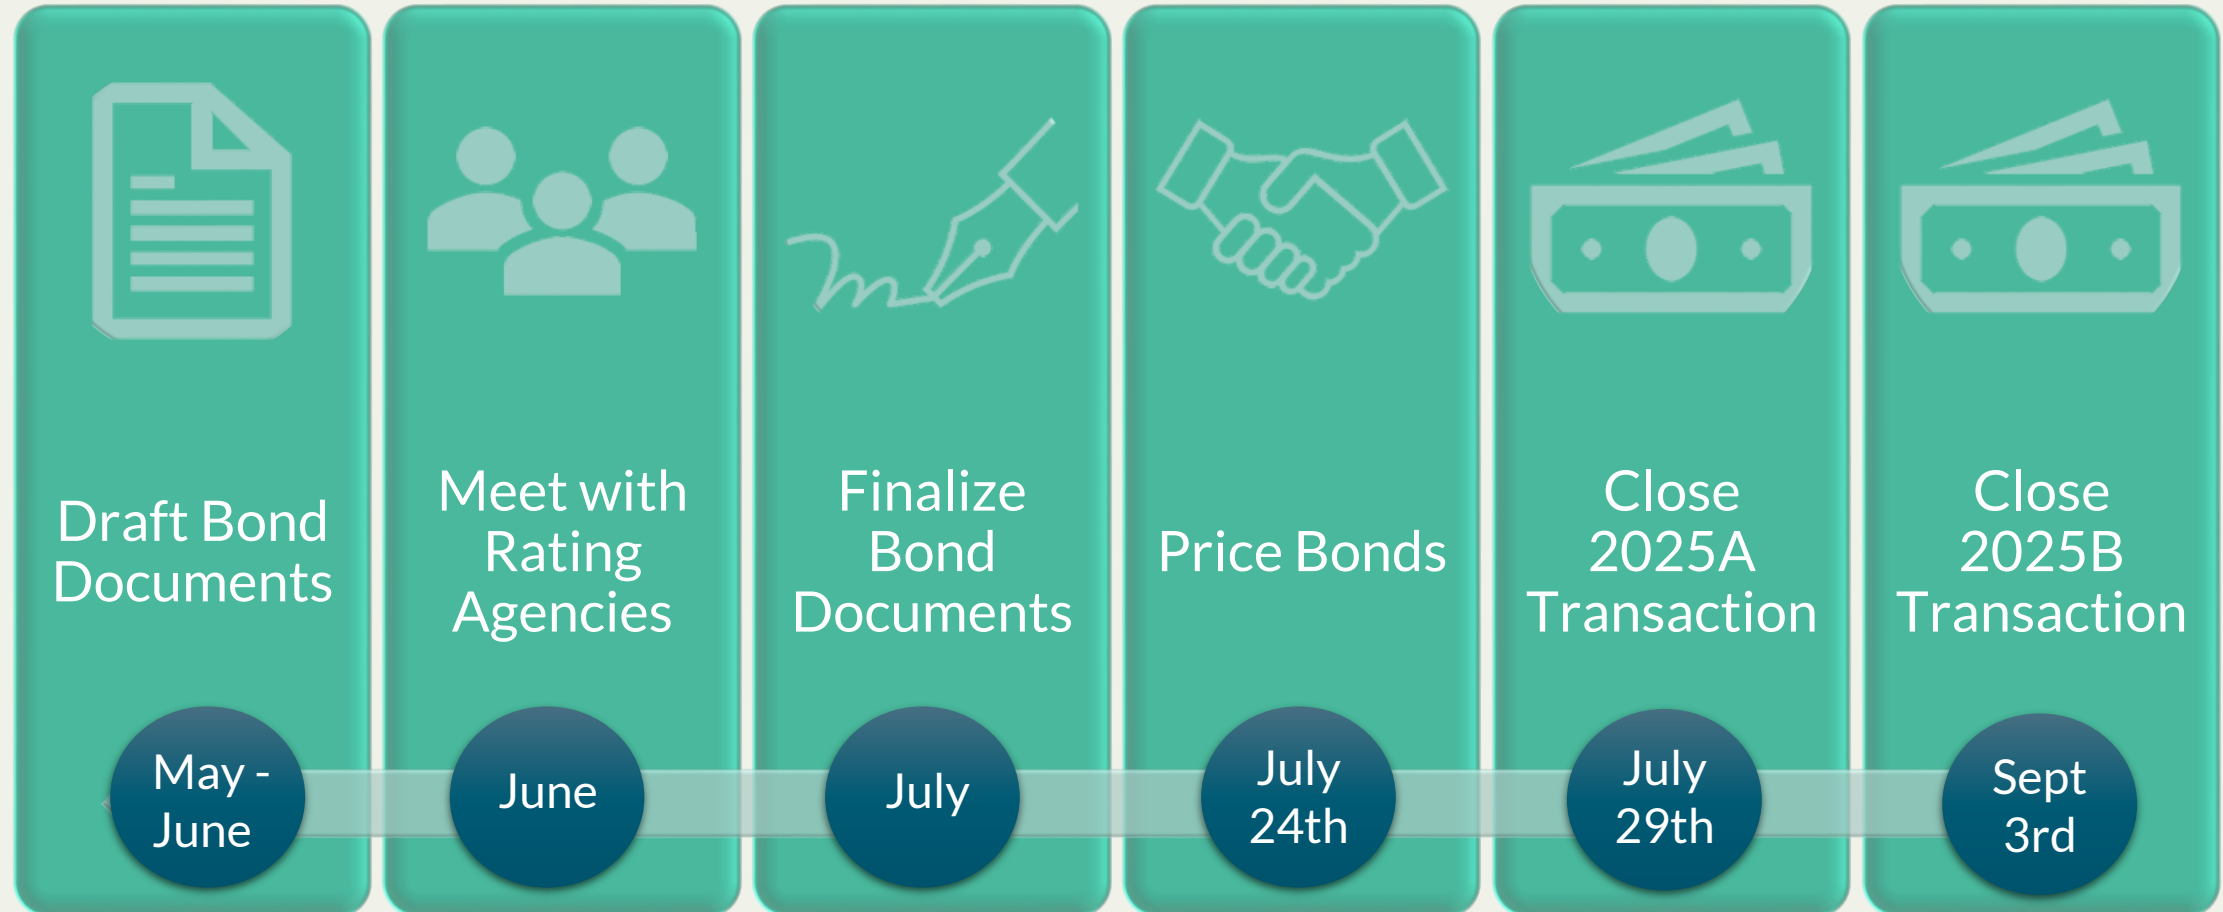 Draft Bond
Documents
May -
June
Meet with
Rating
Agencies
June
Finalize
Bond
Documents
July
Price Bonds
July
24th
Close
2025A
Transaction
July
29th
Close
2025B
Transaction
Sept
3rd